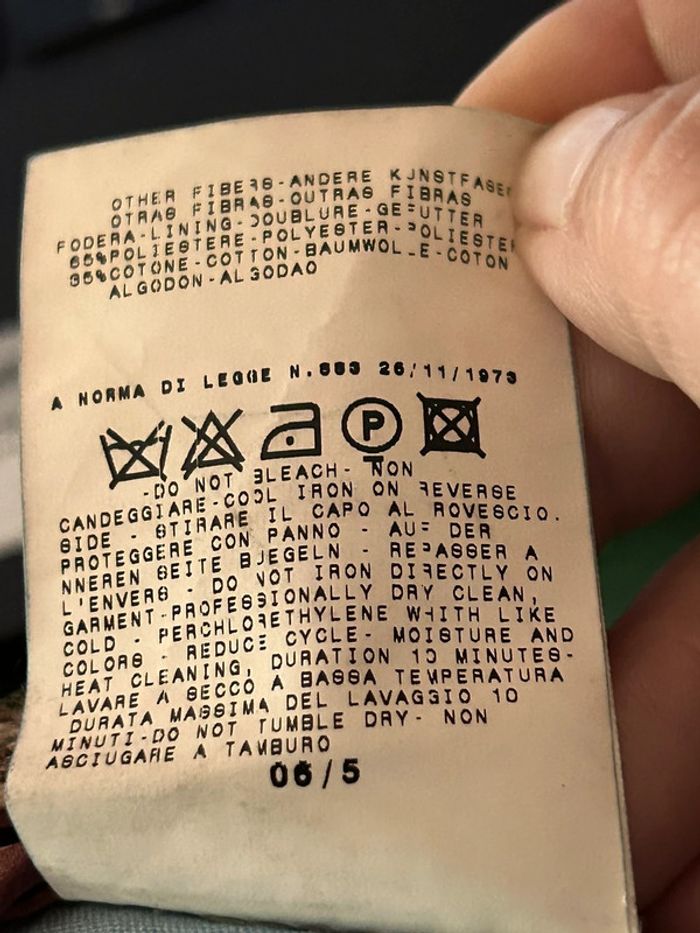 OTHER FIBERS-ANDERE KUNSTFASE
OTRAS FIBRAS-OUTRAS FIBRAS
FODERA-LINING-DOUBLURE-GEFUTTER
65%POLIESTERE-POLYESTER-POLIESTER
35%COTONE-COTTON-BAUMWOLLE-COTON
ALGODON-ALGODAO
A NORMA DI LEGGE N.883 26/11/1973
P
-DO NOT BLEACH- NON
CANDEGGIARE-COOL IRON ON REVERSE
SIDE - STIRARE IL CAPO AL ROVESCIO.
PROTEGGERE CON PANNO - AUF DER
NNEREN SEITE BUEGELN - REPASSER A
L'ENVERS - DO NOT IRON DIRECTLY ON
GARMENT-PROFESSIONALLY DRY CLEAN,
COLD - PERCHLORETHYLENE WHITH LIKE
COLORS - REDUCE CYCLE- MOISTURE AND
HEAT CLEANING, DURATION 10 MINUTES-
LAVARE A SECCO A BASSA TEMPERATURA
DURATA MASSIMA DEL LAVAGGIO 10
MINUTI-DO NOT TUMBLE DRY- NON
ASCIUGARE A TAMBURO
06/5